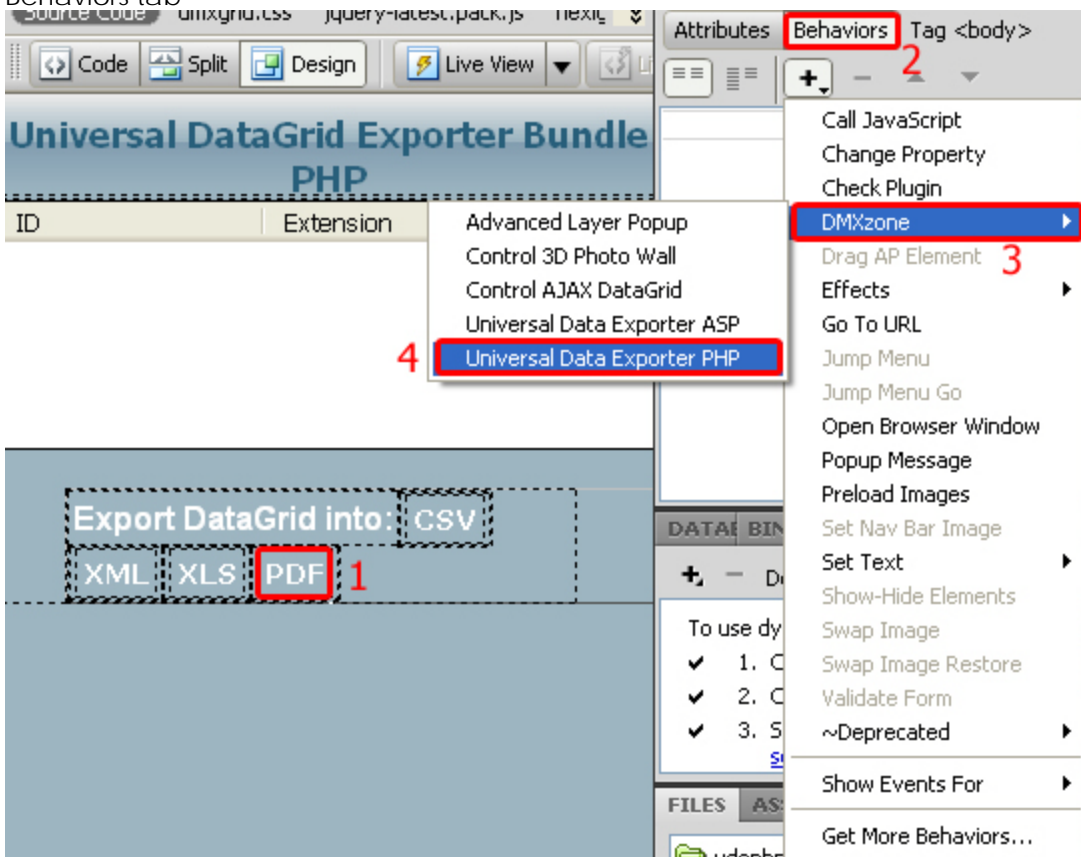 Behaviors tab
Source Code dmxgrid.css jquery-latest.pack.js
Code Split Design Live View
Universal DataGrid Exporter Bundle
PHP
ID Extension
Advanced Layer Popup
Control 3D Photo Wall
Control AJAX DataGrid
Universal Data Exporter ASP
4 Universal Data Exporter PHP
Export DataGrid into: CSV
XML XLS PDF 1
Attributes Behaviors Tag <body>
2
Call JavaScript
Change Property
Check Plugin
DMXzone
Drag AP Element 3
Effects
Go To URL
Jump Menu
Jump Menu Go
Open Browser Window
Popup Message
Preload Images
Set Nav Bar Image
Set Text
Show-Hide Elements
Swap Image
Swap Image Restore
Validate Form
~Deprecated
Show Events For
Get More Behaviors...
DATAB BIN
To use dy
1. C
2. C
3. S
FILES AS